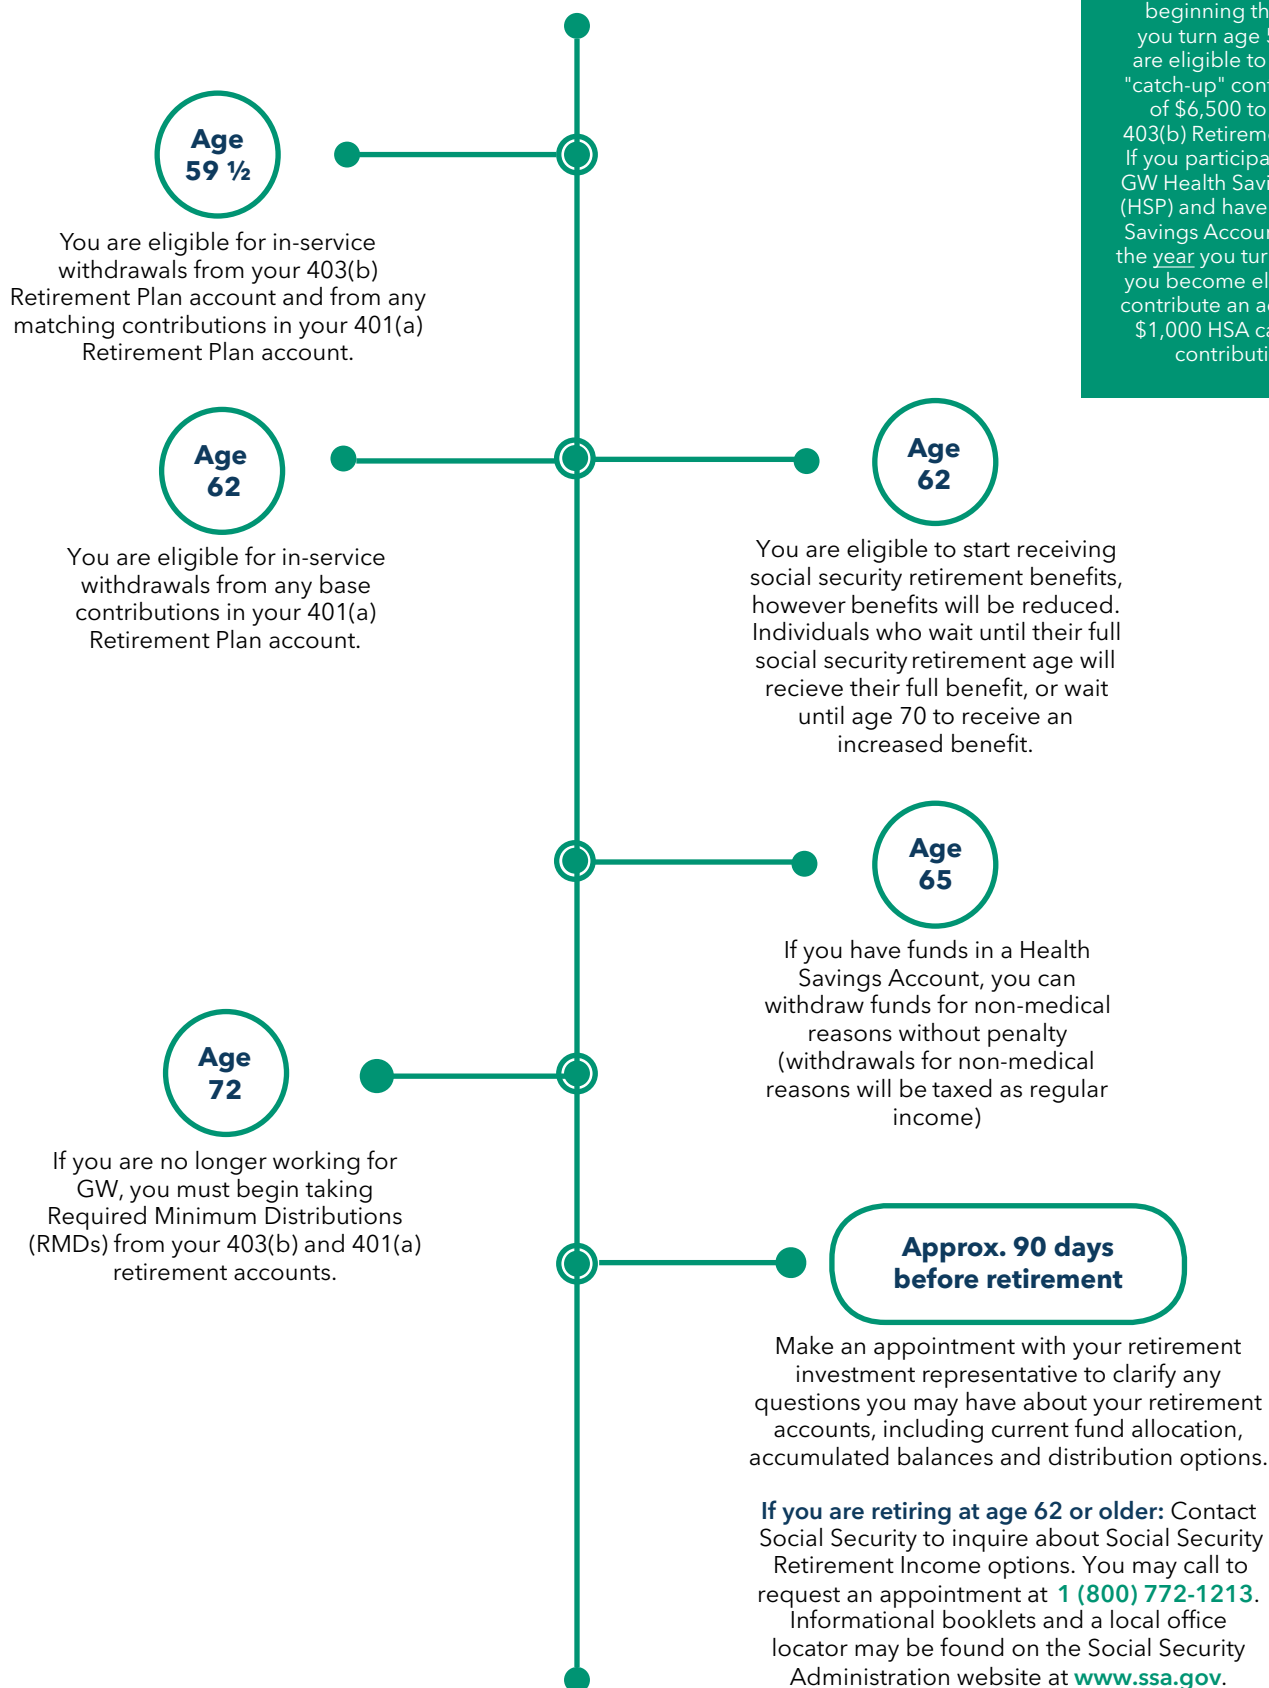 beginning th
you turn age
are eligible to
"catch-up" con
of $6,500 to
403(b) Retirem
If you participa
GW Health Savi
(HSP) and have
Savings Accoun
the year you tur
you become el
contribute an a
$1,000 HSA ca
contributi
Age
59 ½
You are eligible for in-service
withdrawals from your 403(b)
Retirement Plan account and from any
matching contributions in your 401(a)
Retirement Plan account.
Age
62
You are eligible for in-service
withdrawals from any base
contributions in your 401(a)
Retirement Plan account.
Age
62
You are eligible to start receiving
social security retirement benefits,
however benefits will be reduced.
Individuals who wait until their full
social security retirement age will
recieve their full benefit, or wait
until age 70 to receive an
increased benefit.
Age
65
If you have funds in a Health
Savings Account, you can
withdraw funds for non-medical
reasons without penalty
(withdrawals for non-medical
reasons will be taxed as regular
income)
Age
72
If you are no longer working for
GW, you must begin taking
Required Minimum Distributions
(RMDs) from your 403(b) and 401(a)
retirement accounts.
Approx. 90 days
before retirement
Make an appointment with your retirement
investment representative to clarify any
questions you may have about your retirement
accounts, including current fund allocation,
accumulated balances and distribution options.
If you are retiring at age 62 or older: Contact
Social Security to inquire about Social Security
Retirement Income options. You may call to
request an appointment at 1 (800) 772-1213.
Informational booklets and a local office
locator may be found on the Social Security
Administration website at www.ssa.gov.